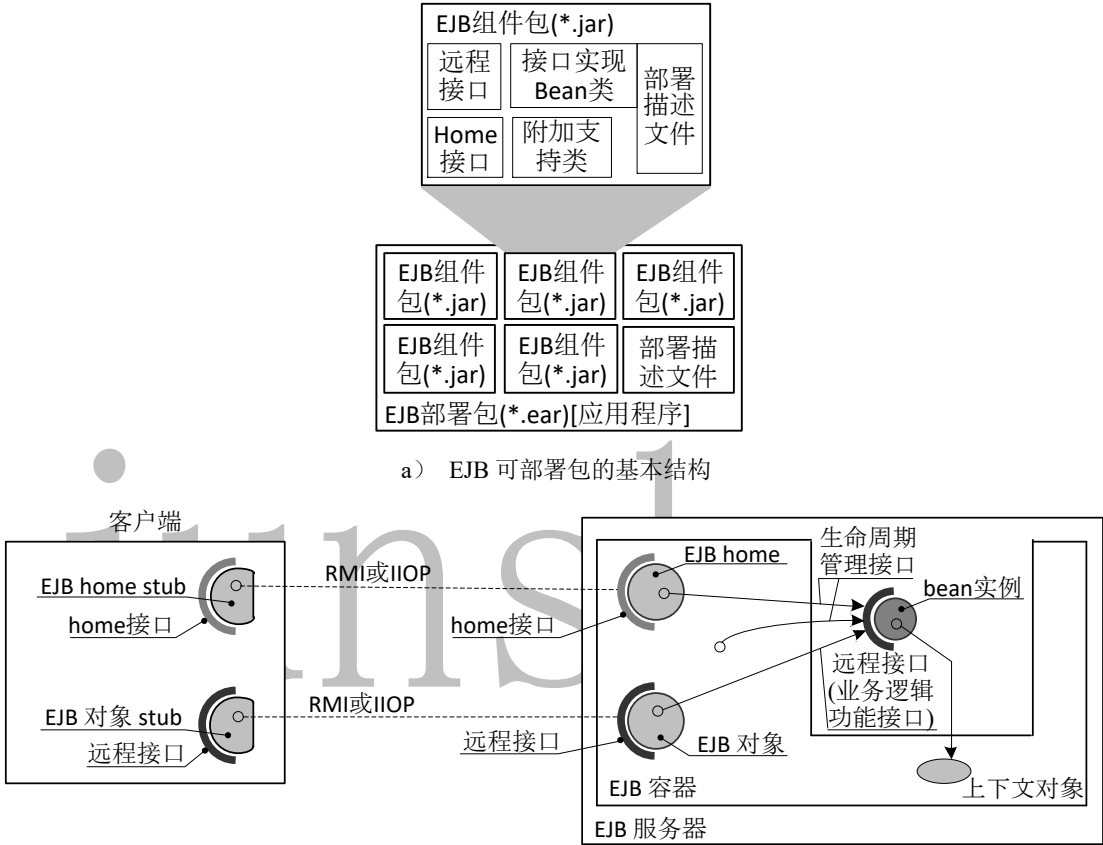 EJB组件包(*.jar)
远程
接口
接口实现
Bean类
部署
描述
文件
Home
接口
附加支
持类
EJB组件
包(*.jar)
EJB组件
包(*.jar)
EJB组件
包(*.jar)
EJB组件
包(*.jar)
EJB组件
包(*.jar)
部署描
述文件
EJB部署包(*.ear)[应用程序]
a） EJB 可部署包的基本结构
客户端
EJB home stub
home接口
RMI或IIOP
EJB 对象 stub
远程接口
RMI或IIOP
EJB home
home接口
远程接口
EJB 对象
生命周期
管理接口
bean实例
远程接口
(业务逻辑
功能接口)
上下文对象
EJB 容器
EJB 服务器